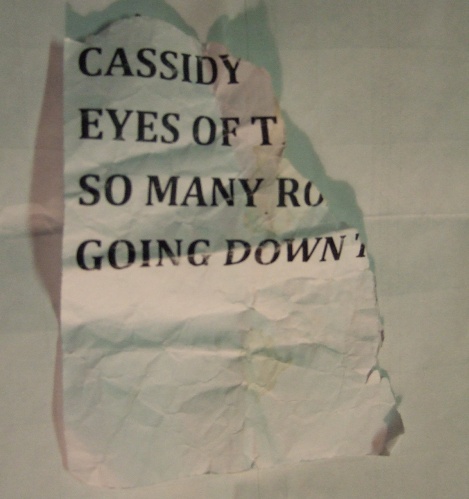 CASSIDY
EYES OF T
SO MANY RO
GOING DOWN T